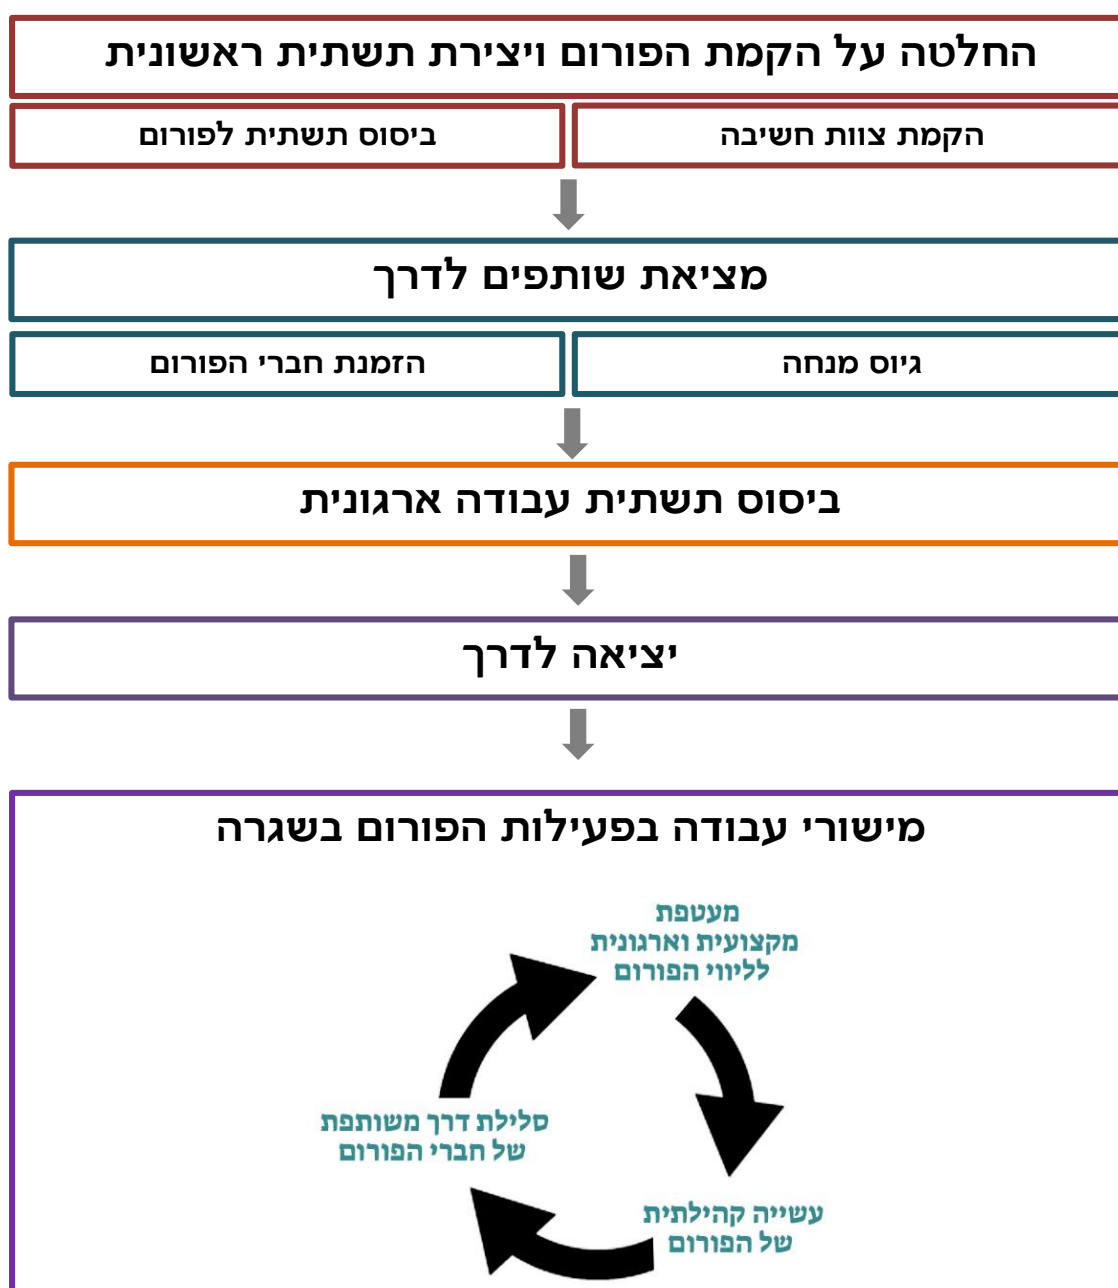 החלטה על הקמת הפורום ויצירת תשתית ראשונית
הקמת צוות חשיבה
ביסוס תשתית לפורום
מציאת שותפים לדרך
גיוס מנחה
הזמנת חברי הפורום
ביסוס תשתית עבודה ארגונית
יציאה לדרך
מישורי עבודה בפעילות הפורום בשגרה
מעטפת
מקצועית וארגונית
לליווי הפורום
עשייה קהילתית
של הפורום
סלילת דרך משותפת
של חברי הפורום